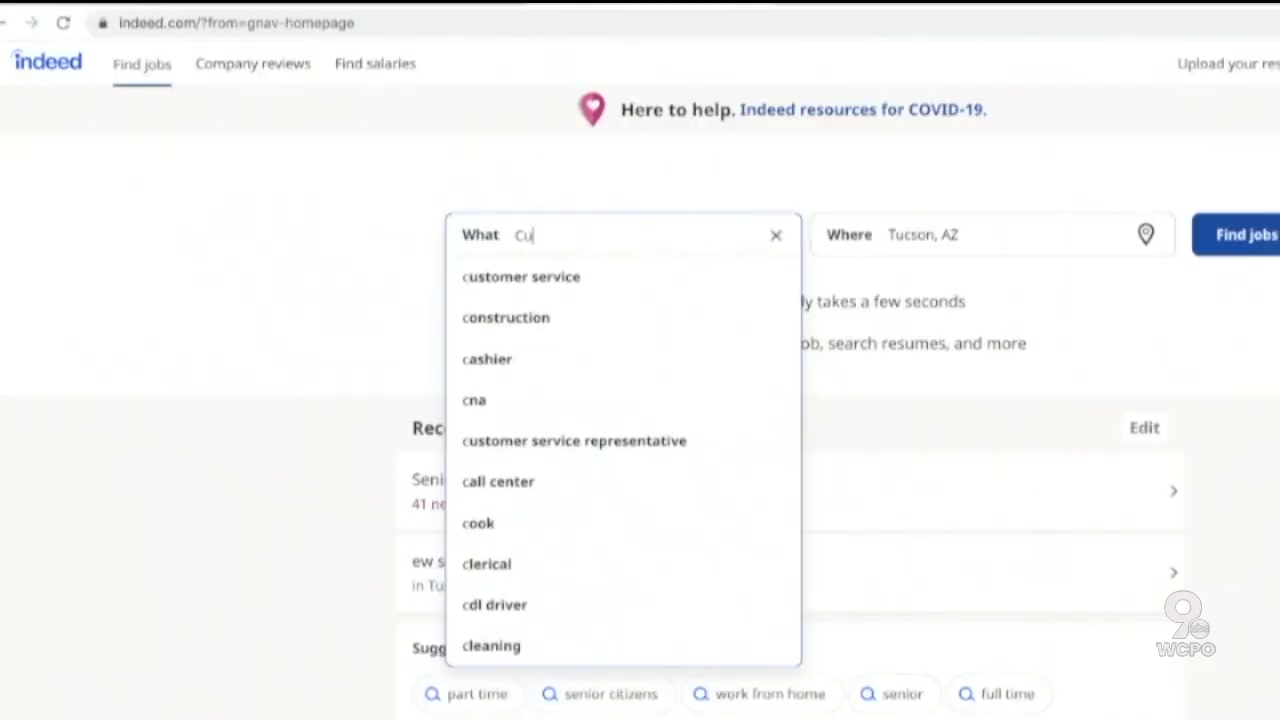 indeed.com/?from=gnav-homepage
indeed Find jobs Company reviews Find salaries Upload your res
Here to help. Indeed resources for COVID-19.
What Cu Where Tucson, AZ Find jobs
customer service
ly takes a few seconds
construction
ob, search resumes, and more
cashier
cna
Rec Edit
customer service representative
Seni
call center
41 ne
cook
ew s
clerical
in Tu
cdl driver
Sugg cleaning
part time senior citizens work from home senior full time
9 abc
WCPO